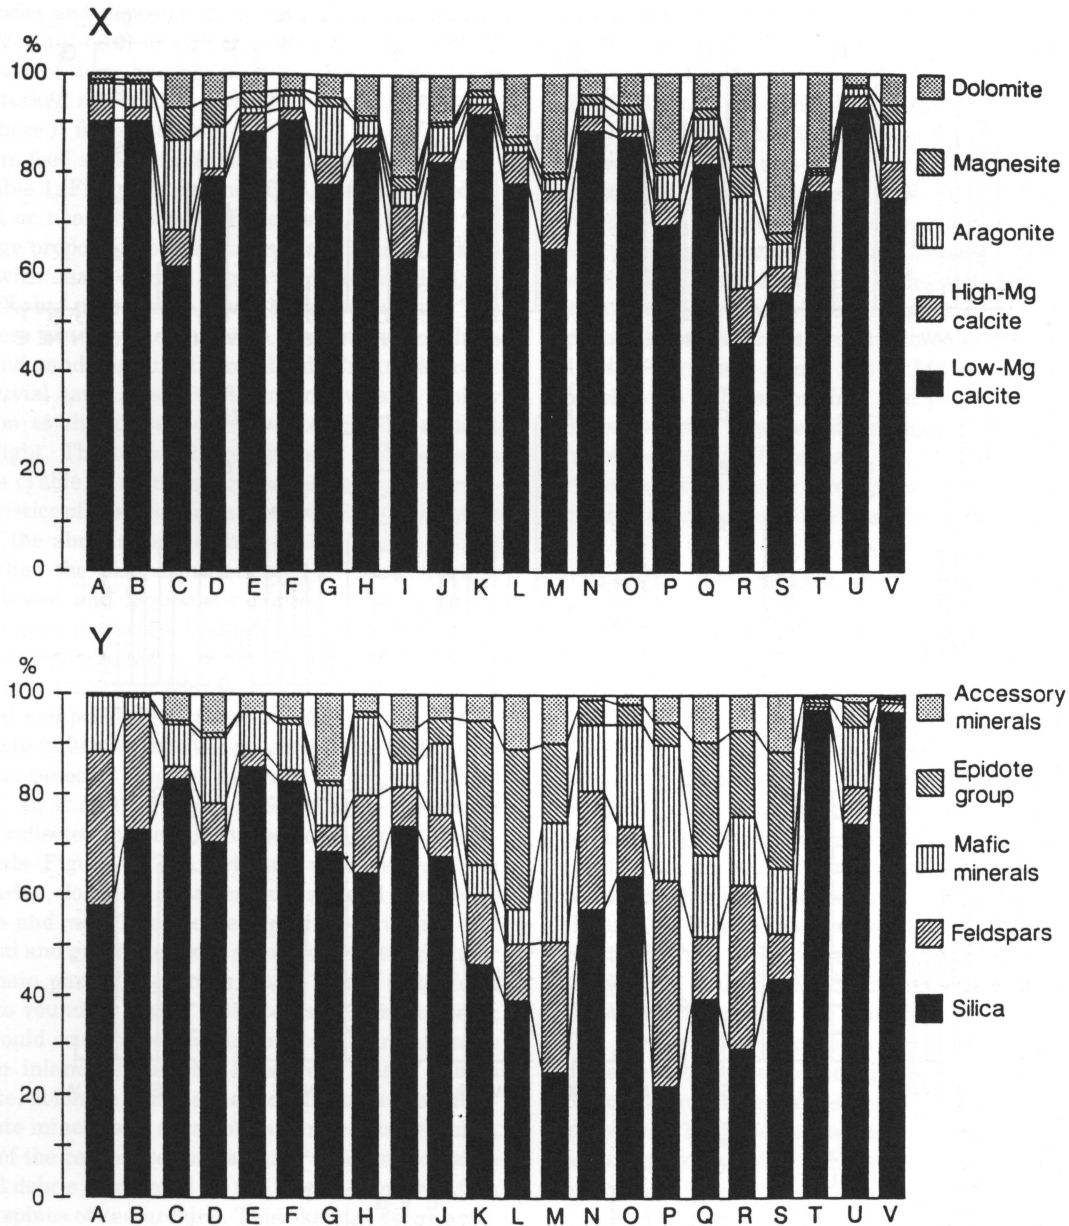 X
%
100
80
60
40
20
0
A B C D E F G H I J K L M N O P Q R S T U V
Dolomite
Magnesite
Aragonite
High-Mg
calcite
Low-Mg
calcite
Y
%
100
80
60
40
20
0
A B C D E F G H I J K L M N O P Q R S T U V
Accessory
minerals
Epidote
group
Mafic
minerals
Feldspars
Silica